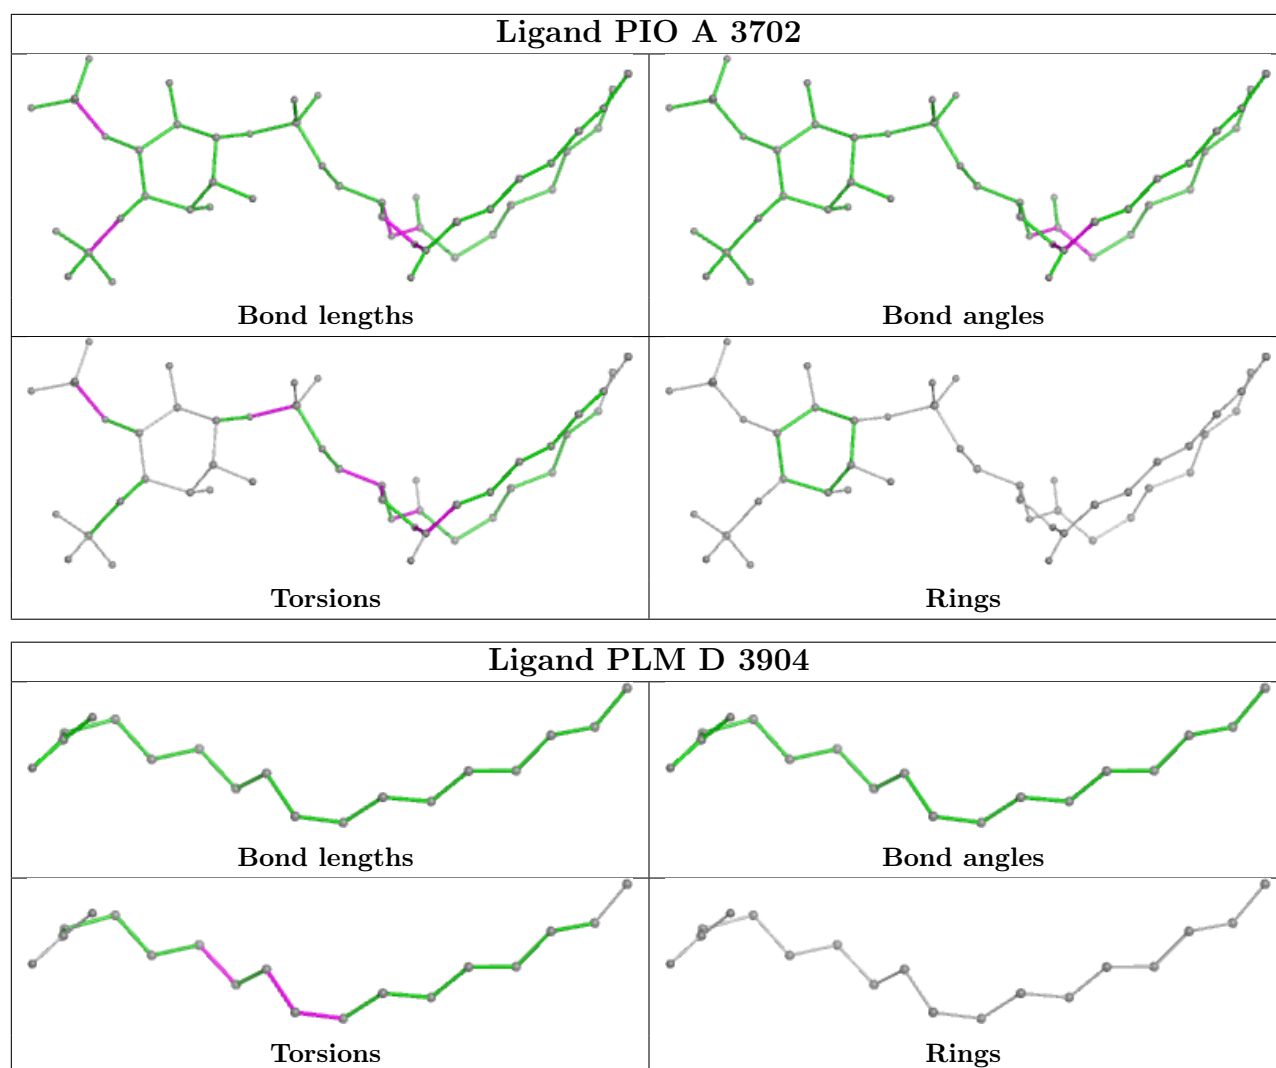 Ligand PIO A 3702
Bond lengths
Bond angles
Torsions
Rings
Ligand PLM D 3904
Bond lengths
Bond angles
Torsions
Rings